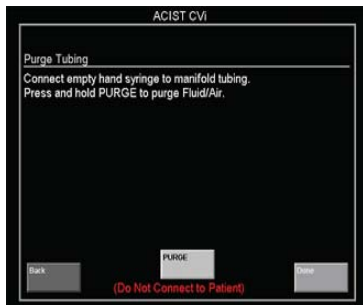 ACIST CVi
Purge Tubing
Connect empty hand syringe to manifold tubing.
Press and hold PURGE to purge Fluid/Air.
Back
PURGE
Done
(Do Not Connect to Patient)